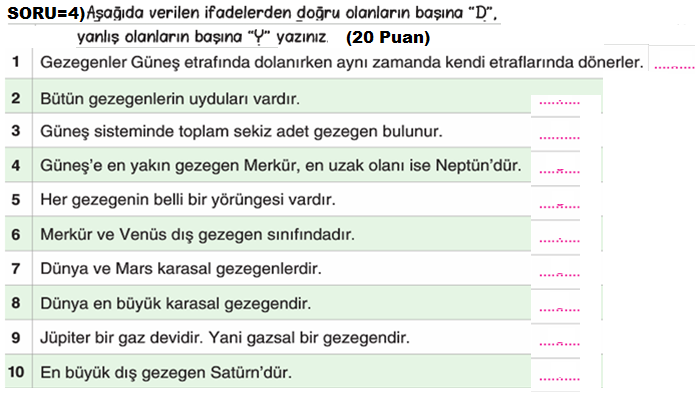 SORU=4)Aşağıda verilen ifadelerden doğru olanların başına “D”,
yanlış olanların başına “Y” yazınız. (20 Puan)
1 Gezegenler Güneş etrafında dolanırken aynı zamanda kendi etraflarında dönerler. ..........
2 Bütün gezegenlerin uyduları vardır. ..........
3 Güneş sisteminde toplam sekiz adet gezegen bulunur. ..........
4 Güneş’e en yakın gezegen Merkür, en uzak olanı ise Neptün’dür. ..........
5 Her gezegenin belli bir yörüngesi vardır. ..........
6 Merkür ve Venüs dış gezegen sınıfındadır. ..........
7 Dünya ve Mars karasal gezegenlerdir. ..........
8 Dünya en büyük karasal gezegendir. ..........
9 Jüpiter bir gaz devidir. Yani gazsal bir gezegendir. ..........
10 En büyük dış gezegen Satürn’dür. ..........